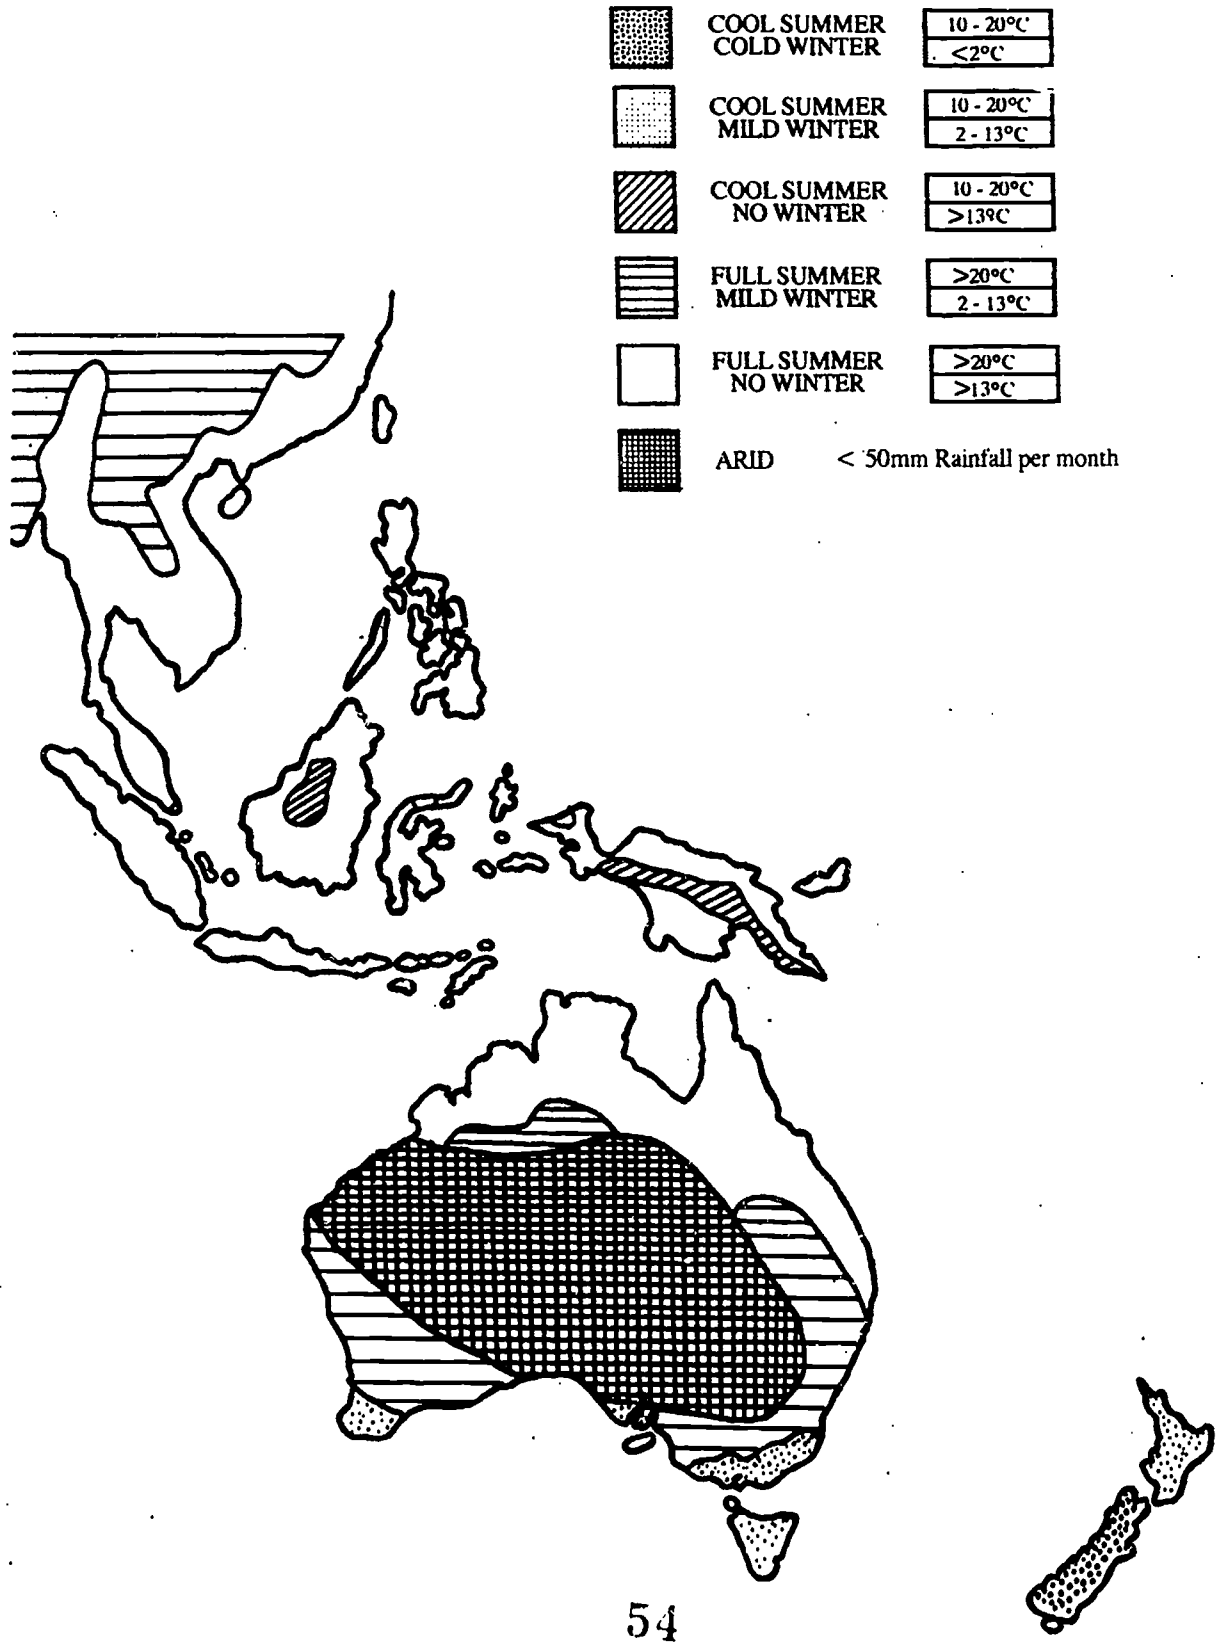 COOL SUMMER
COLD WINTER
10 - 20°C
<2°C
COOL SUMMER
MILD WINTER
10 - 20°C
2 - 13°C
COOL SUMMER
NO WINTER
10 - 20°C
>13°C
FULL SUMMER
MILD WINTER
>20°C
2 - 13°C
FULL SUMMER
NO WINTER
>20°C
>13°C
ARID < 50mm Rainfall per month
54